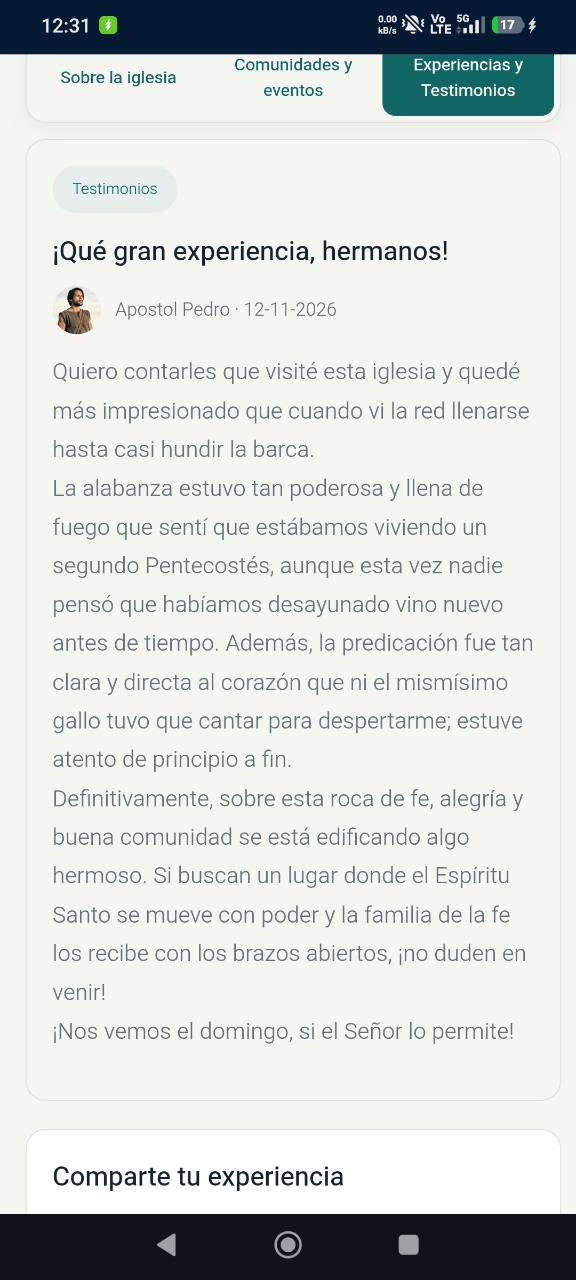 12:31
0.00
kB/s
Vo
LTE
5G
17
Sobre la iglesia
Comunidades y
eventos
Experiencias y
Testimonios
Testimonios
¡Qué gran experiencia, hermanos!
Apostol Pedro · 12-11-2026
Quiero contarles que visité esta iglesia y quedé
más impresionado que cuando vi la red llenarse
hasta casi hundir la barca.
La alabanza estuvo tan poderosa y llena de
fuego que sentí que estábamos viviendo un
segundo Pentecostés, aunque esta vez nadie
pensó que habíamos desayunado vino nuevo
antes de tiempo. Además, la predicación fue tan
clara y directa al corazón que ni el mismísimo
gallo tuvo que cantar para despertarme; estuve
atento de principio a fin.
Definitivamente, sobre esta roca de fe, alegría y
buena comunidad se está edificando algo
hermoso. Si buscan un lugar donde el Espíritu
Santo se mueve con poder y la familia de la fe
los recibe con los brazos abiertos, ¡no duden en
venir!
¡Nos vemos el domingo, si el Señor lo permite!
Comparte tu experiencia